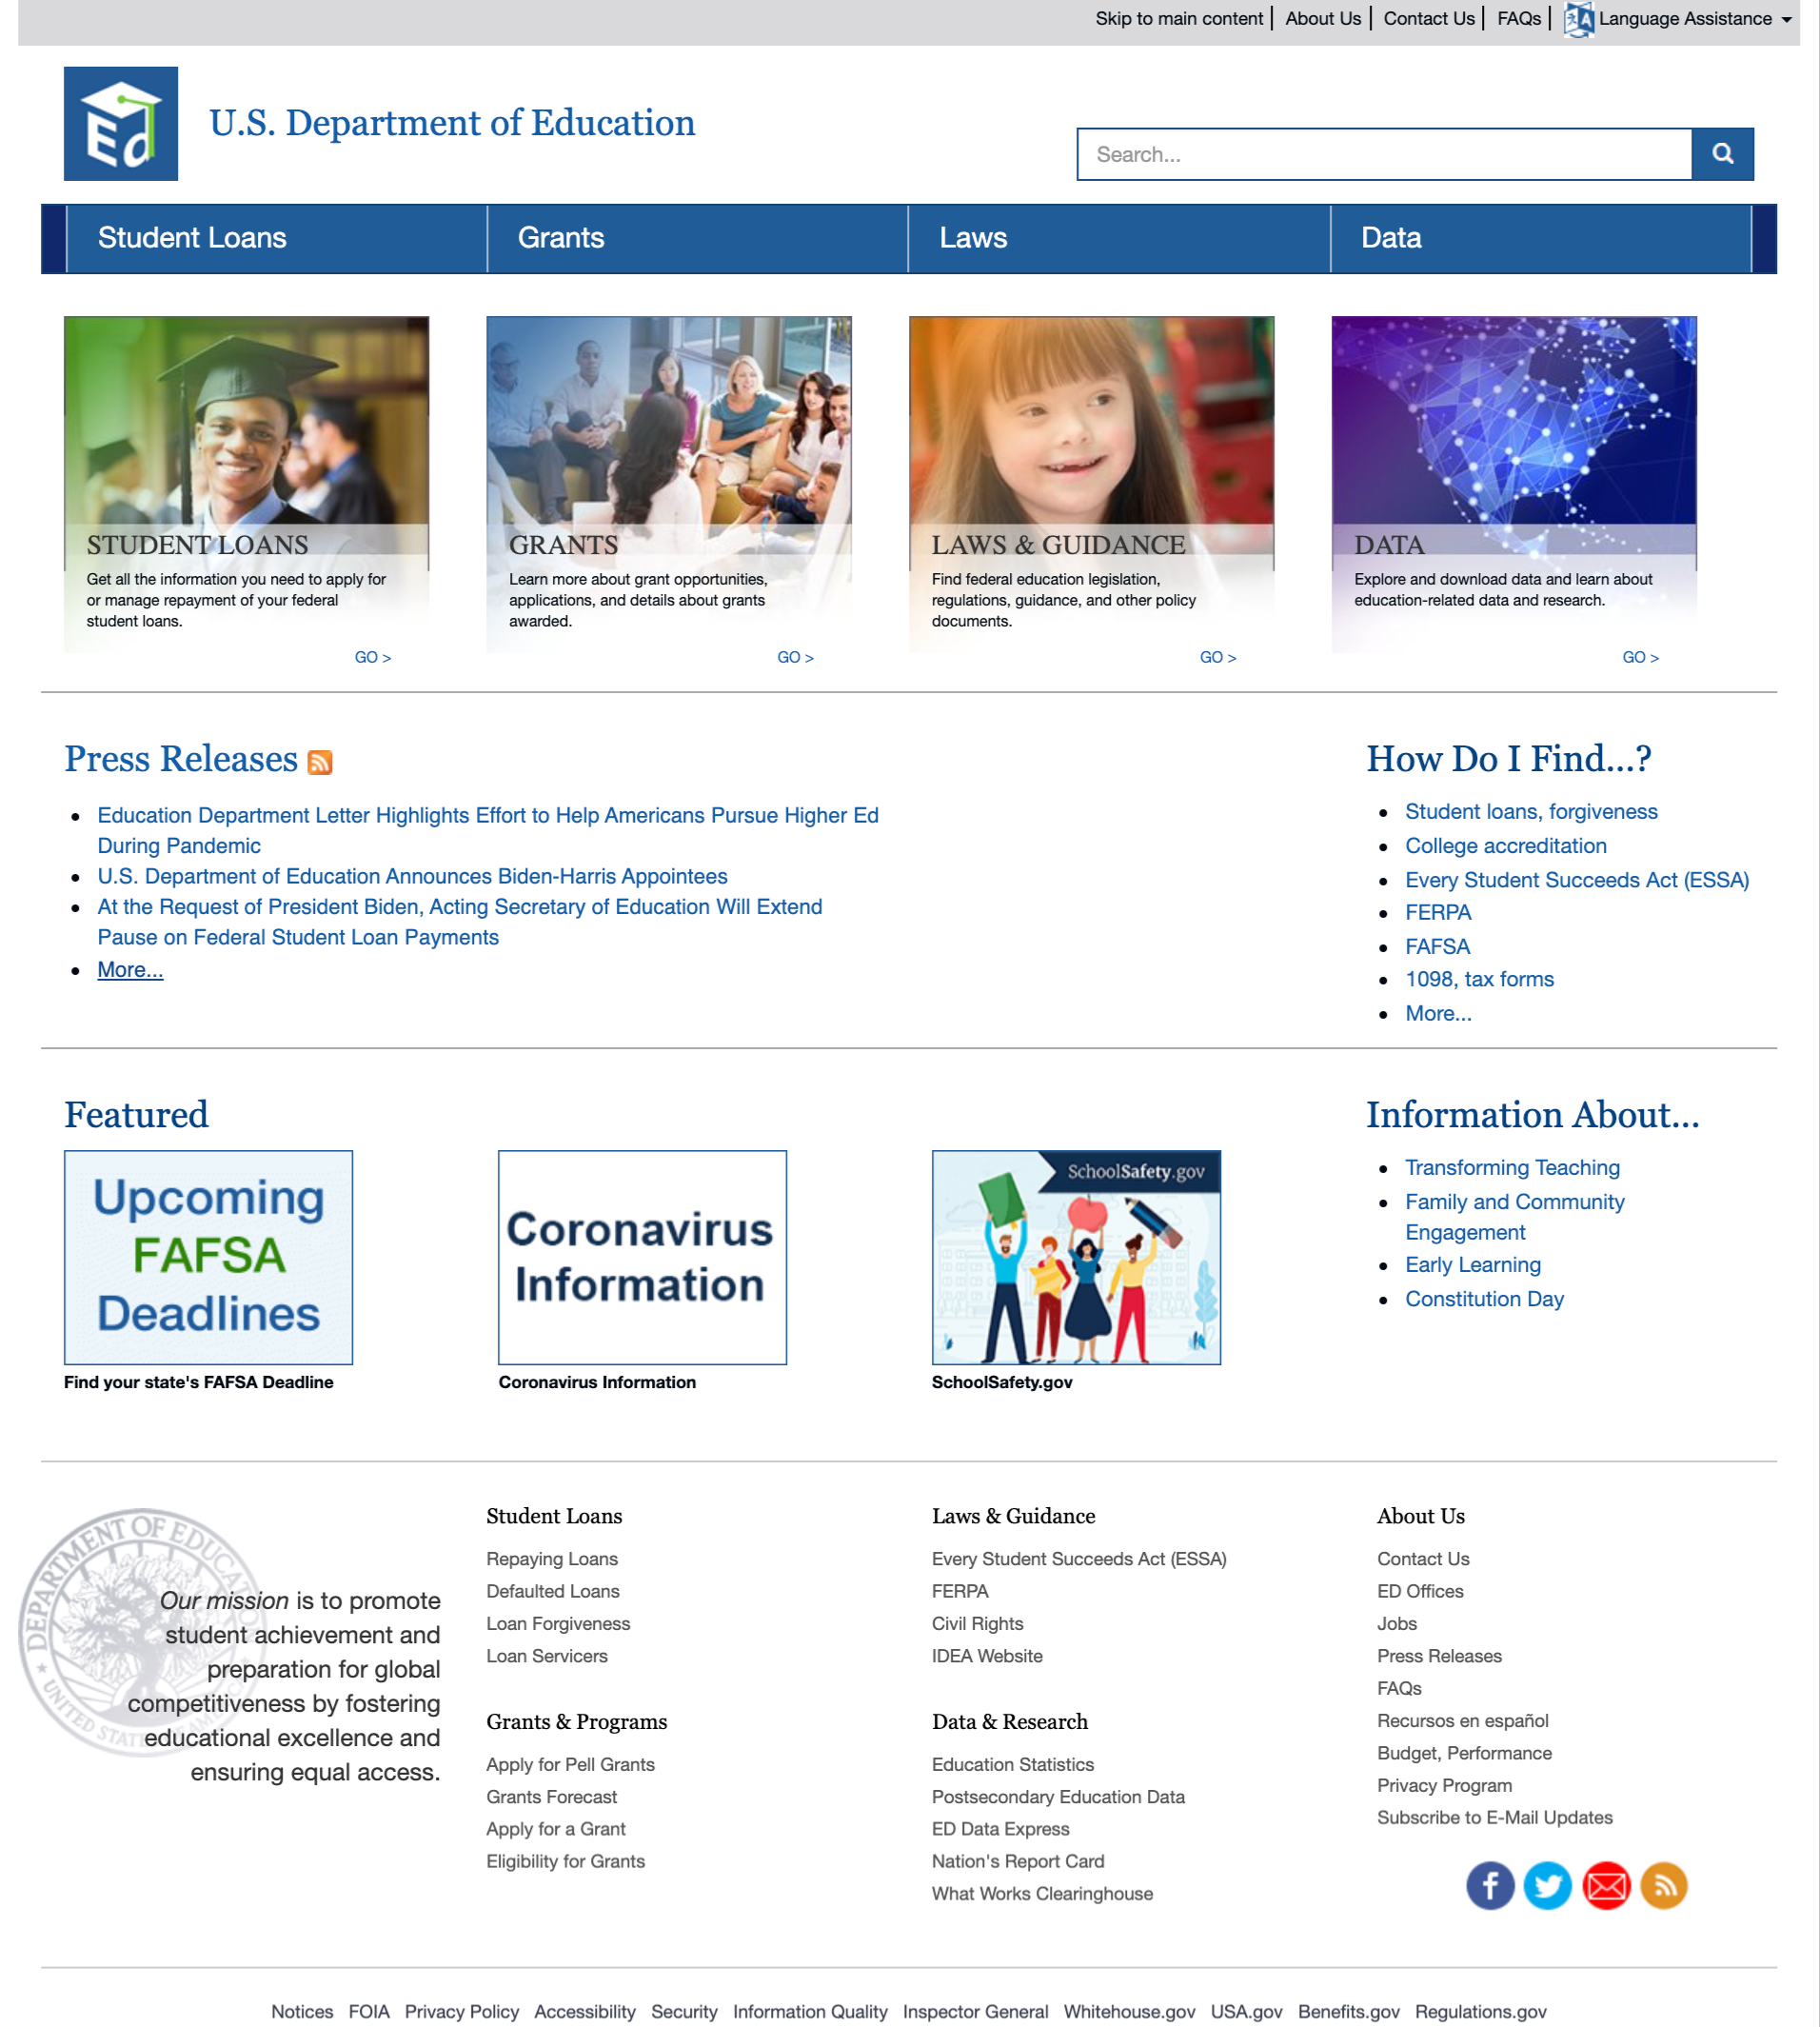 Skip to main content
About Us
Contact Us
FAQs
Language Assistance
Ed
U.S. Department of Education
Search...
Student Loans
Grants
Laws
Data
STUDENT LOANS
Get all the information you need to apply for
or manage repayment of your federal
student loans.
GO >
GRANTS
Learn more about grant opportunities,
applications, and details about grants
awarded.
GO >
LAWS & GUIDANCE
Find federal education legislation,
regulations, guidance, and other policy
documents.
GO >
DATA
Explore and download data and learn about
education-related data and research.
GO >
Press Releases
Education Department Letter Highlights Effort to Help Americans Pursue Higher Ed
During Pandemic
U.S. Department of Education Announces Biden-Harris Appointees
At the Request of President Biden, Acting Secretary of Education Will Extend
Pause on Federal Student Loan Payments
More...
How Do I Find...?
Student loans, forgiveness
College accreditation
Every Student Succeeds Act (ESSA)
FERPA
FAFSA
1098, tax forms
More...
Featured
Upcoming
FAFSA
Deadlines
Find your state's FAFSA Deadline
Coronavirus
Information
Coronavirus Information
SchoolSafety.gov
SchoolSafety.gov
Information About...
Transforming Teaching
Family and Community
Engagement
Early Learning
Constitution Day
DEPARTMENT OF EDUCATION
UNITED STATES OF AMERICA
Our mission is to promote
student achievement and
preparation for global
competitiveness by fostering
educational excellence and
ensuring equal access.
Student Loans
Repaying Loans
Defaulted Loans
Loan Forgiveness
Loan Servicers
Grants & Programs
Apply for Pell Grants
Grants Forecast
Apply for a Grant
Eligibility for Grants
Laws & Guidance
Every Student Succeeds Act (ESSA)
FERPA
Civil Rights
IDEA Website
Data & Research
Education Statistics
Postsecondary Education Data
ED Data Express
Nation's Report Card
What Works Clearinghouse
About Us
Contact Us
ED Offices
Jobs
Press Releases
FAQs
Recursos en español
Budget, Performance
Privacy Program
Subscribe to E-Mail Updates
Notices FOIA Privacy Policy Accessibility Security Information Quality Inspector General Whitehouse.gov USA.gov Benefits.gov Regulations.gov